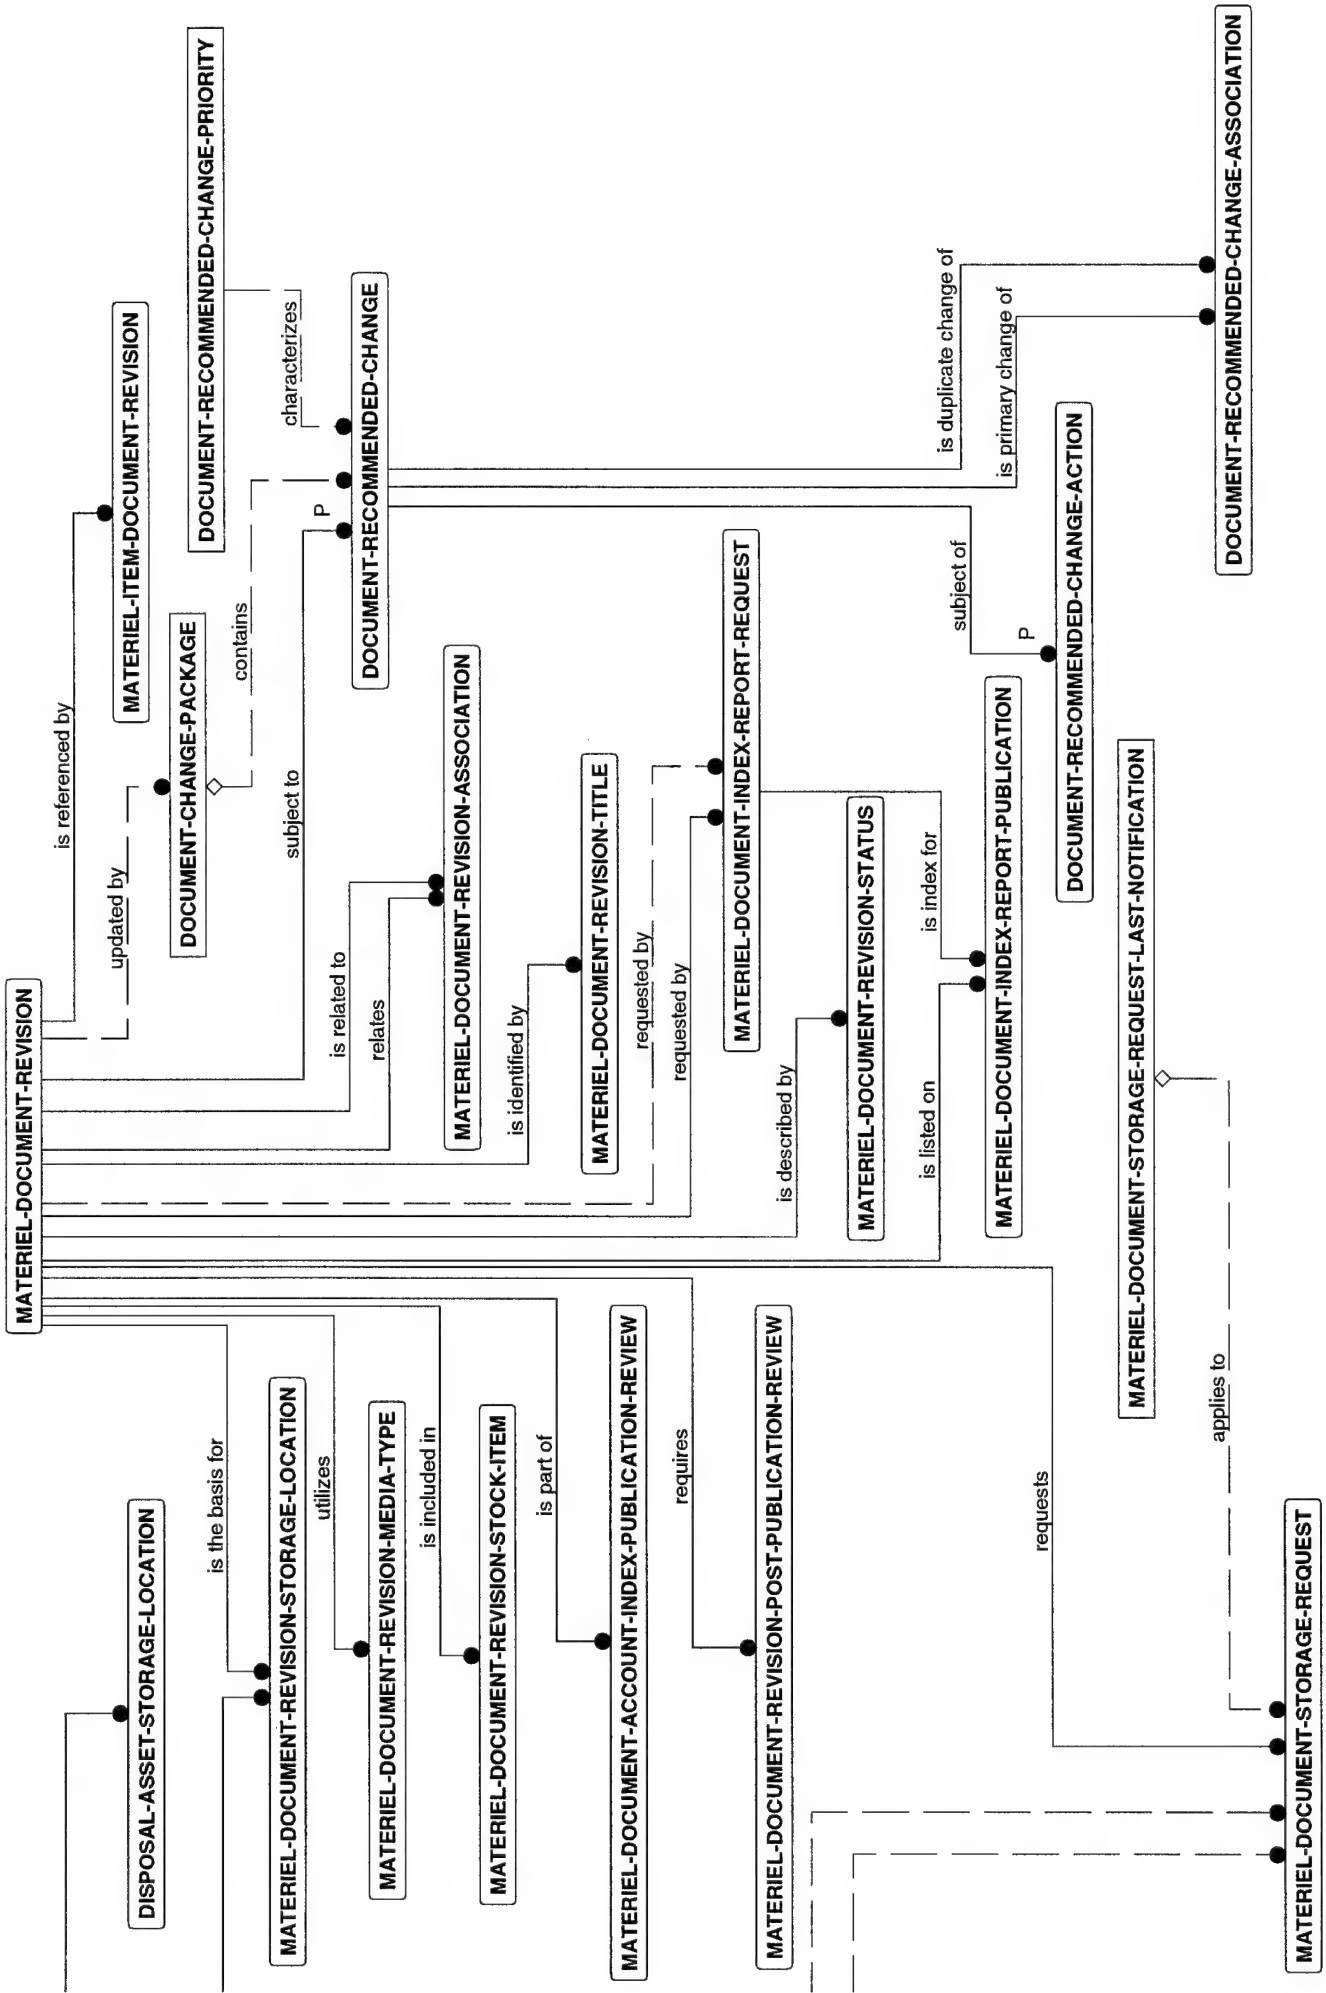 MATERIEL-DOCUMENT-REVISION
is referenced by
MATERIEL-ITEM-DOCUMENT-REVISION
updated by
DOCUMENT-CHANGE-PACKAGE
DOCUMENT-RECOMMENDED-CHANGE-PRIORITY
contains
characterizes
subject to
P
DOCUMENT-RECOMMENDED-CHANGE
is related to
relates
MATERIEL-DOCUMENT-REVISION-ASSOCIATION
is identified by
MATERIEL-DOCUMENT-REVISION-TITLE
requested by
requested by
MATERIEL-DOCUMENT-INDEX-REPORT-REQUEST
is described by
MATERIEL-DOCUMENT-REVISION-STATUS
is listed on
is index for
MATERIEL-DOCUMENT-INDEX-REPORT-PUBLICATION
subject of
P
DOCUMENT-RECOMMENDED-CHANGE-ACTION
is duplicate change of
is primary change of
DOCUMENT-RECOMMENDED-CHANGE-ASSOCIATION
DISPOSAL-ASSET-STORAGE-LOCATION
is the basis for
MATERIEL-DOCUMENT-REVISION-STORAGE-LOCATION
utilizes
MATERIEL-DOCUMENT-REVISION-MEDIA-TYPE
is included in
MATERIEL-DOCUMENT-REVISION-STOCK-ITEM
is part of
MATERIEL-DOCUMENT-ACCOUNT-INDEX-PUBLICATION-REVIEW
requires
MATERIEL-DOCUMENT-REVISION-POST-PUBLICATION-REVIEW
requests
MATERIEL-DOCUMENT-STORAGE-REQUEST-LAST-NOTIFICATION
applies to
MATERIEL-DOCUMENT-STORAGE-REQUEST